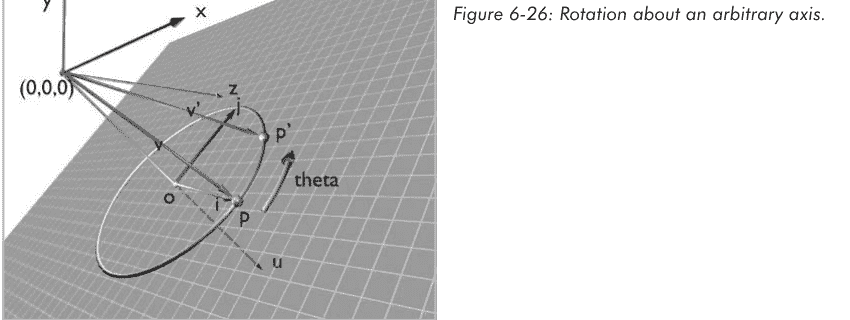 y
x
Figure 6-26: Rotation about an arbitrary axis.
(0,0,0)
z
v'
j
p'
v
theta
o
i
p
u